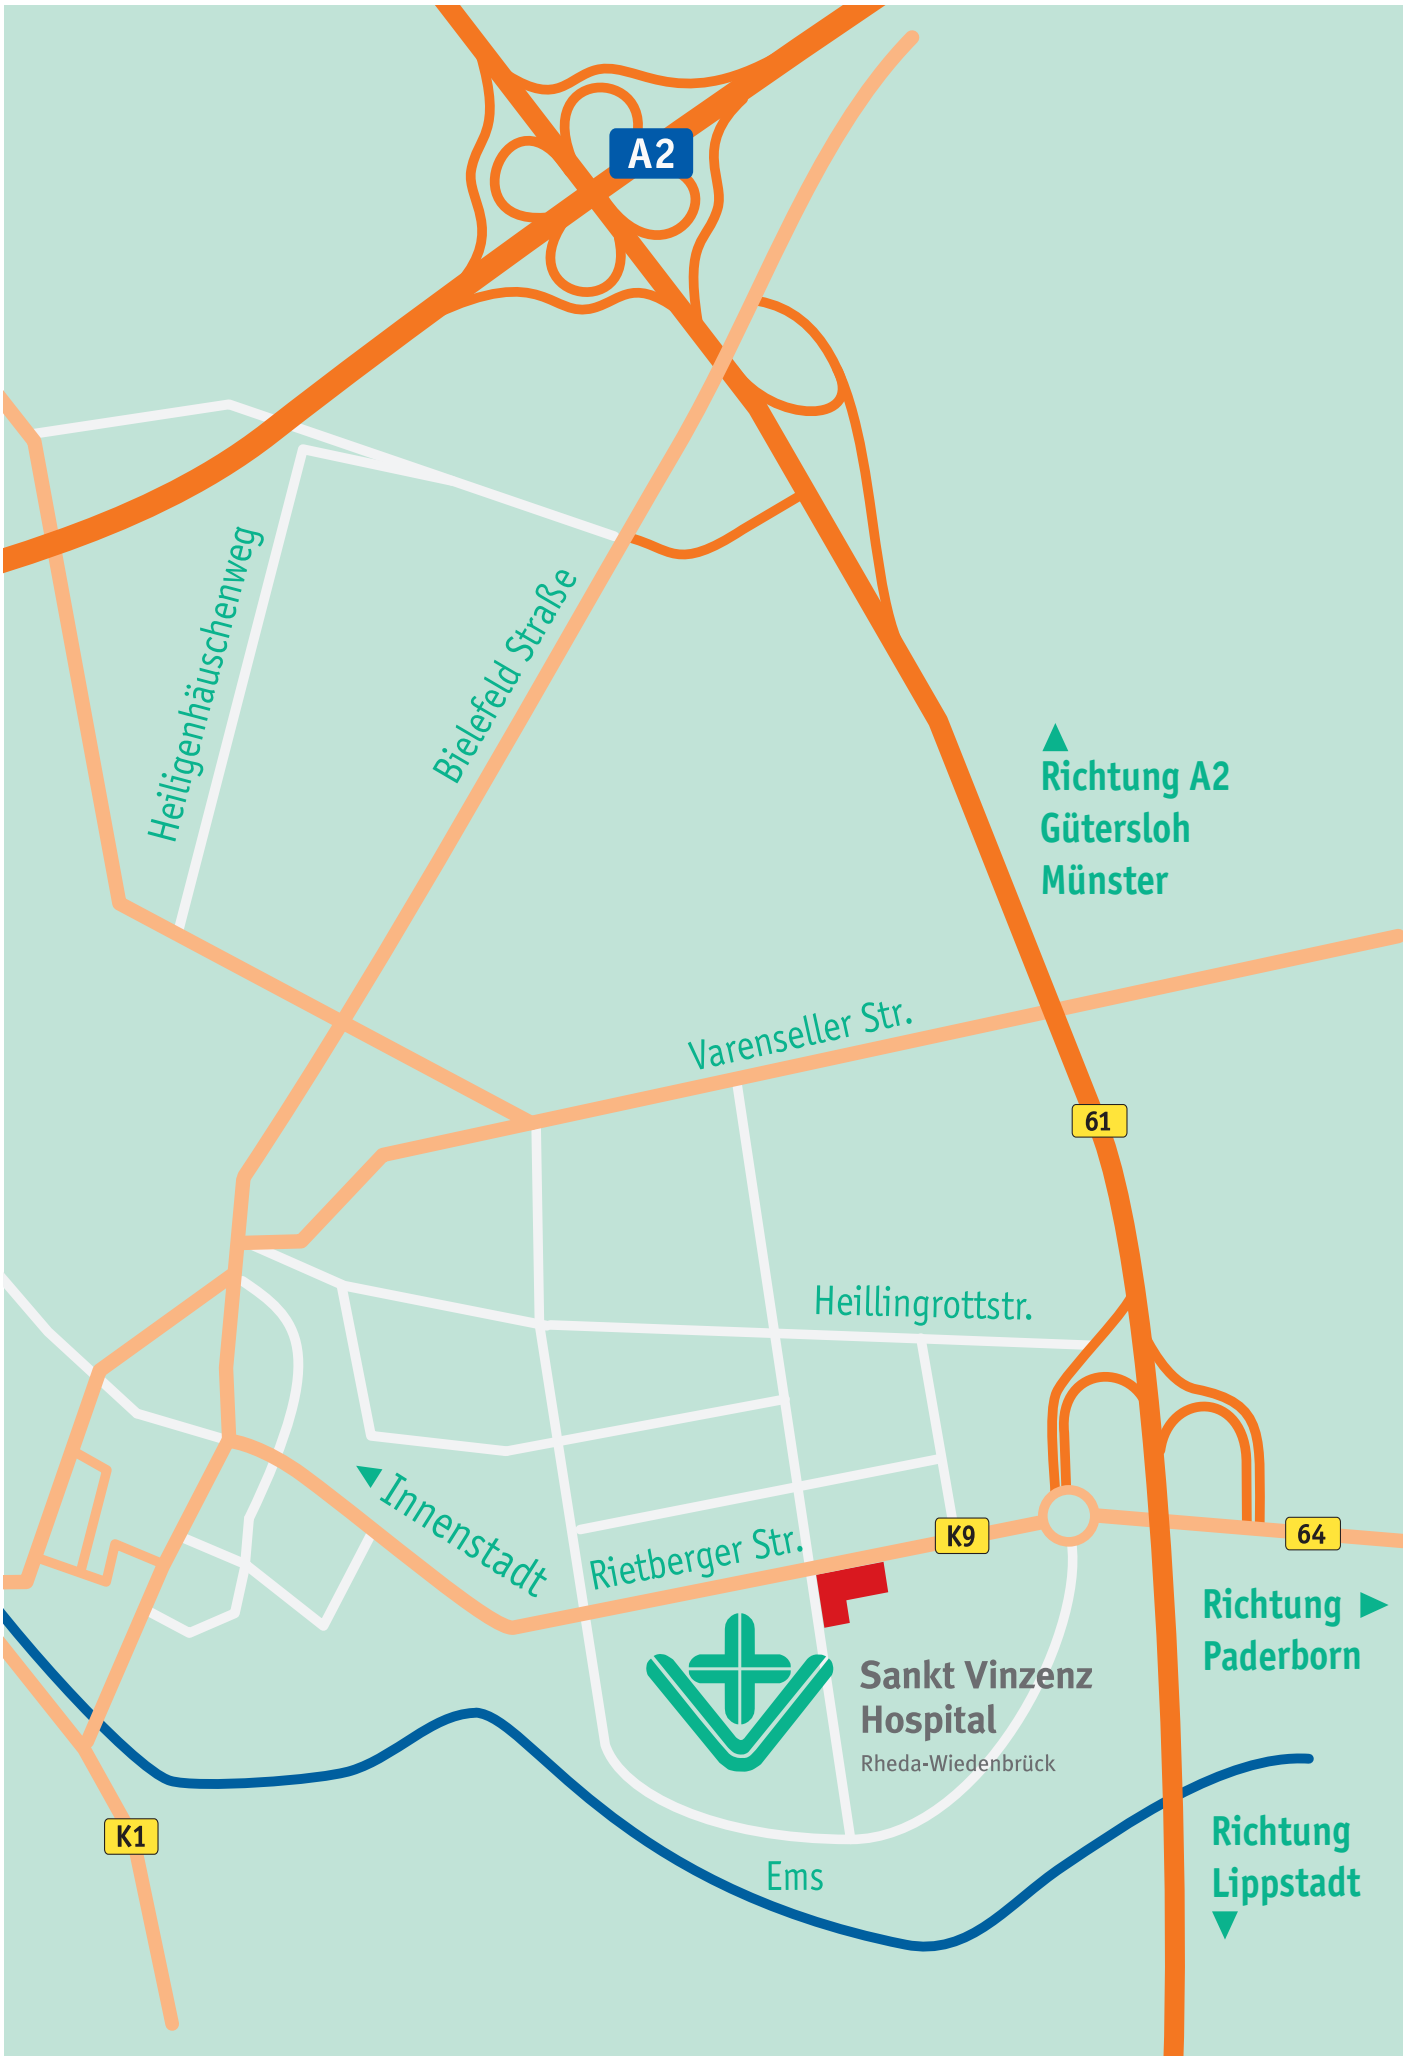 A2
Heiligenhäuschenweg
Bielefeld Straße
Richtung A2
Gütersloh
Münster
Varenseller Str.
61
Heillingrottstr.
Innenstadt
Rietberger Str.
K9
64
Richtung
Paderborn
Sankt Vinzenz
Hospital
Rheda-Wiedenbrück
K1
Richtung
Lippstadt
Ems